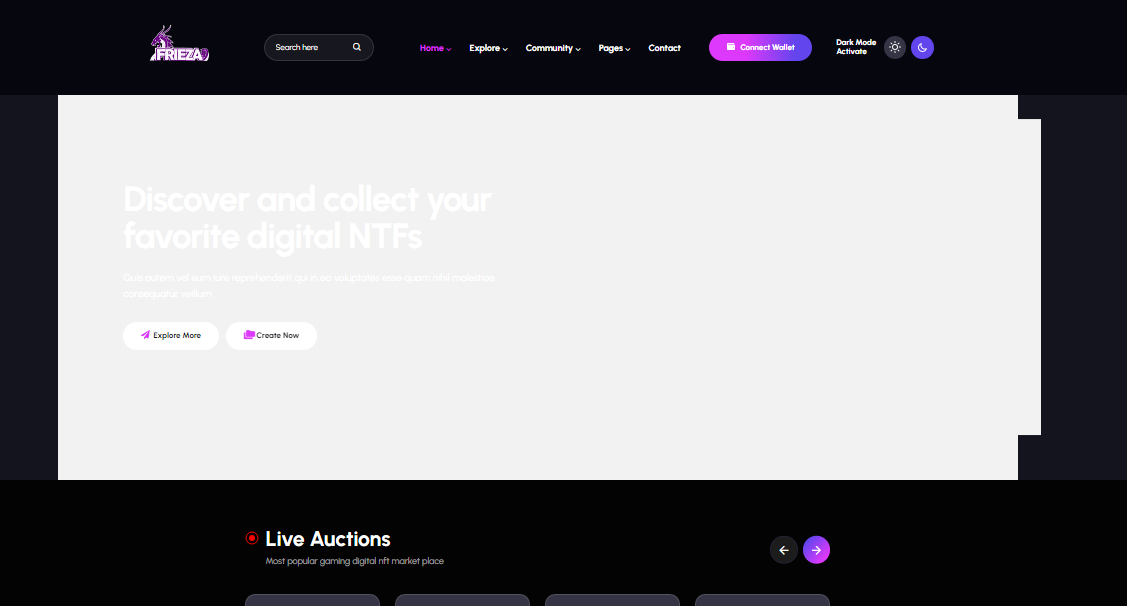 FRIEZA
Search here
Home
Explore
Community
Pages
Contact
Connect Wallet
Dark Mode
Activate
Discover and collect your
favorite digital NTFs
Quis autem vel eum iure reprehenderit qui in ea voluptates esse quam nihil molestiae
consequatur veillum
Explore More
Create Now
Live Auctions
Most popular gaming digital nft market place